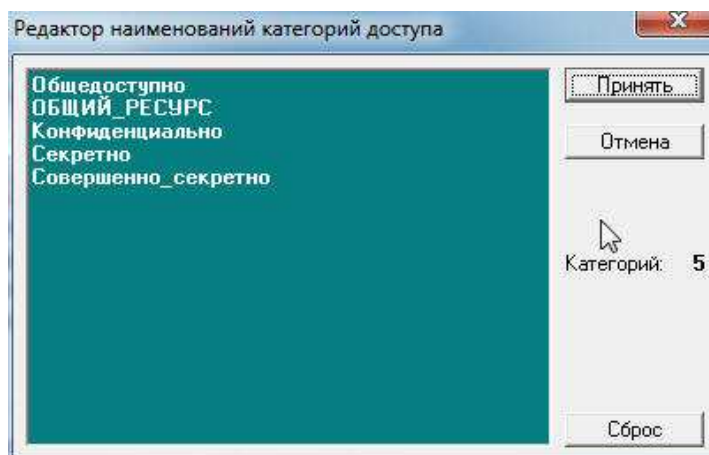 Редактор наименований категорий доступа
Общедоступно
ОБЩИЙ_РЕСУРС
Конфиденциально
Секретно
Совершенно_секретно
Принять
Отмена
Категорий: 5
Сброс